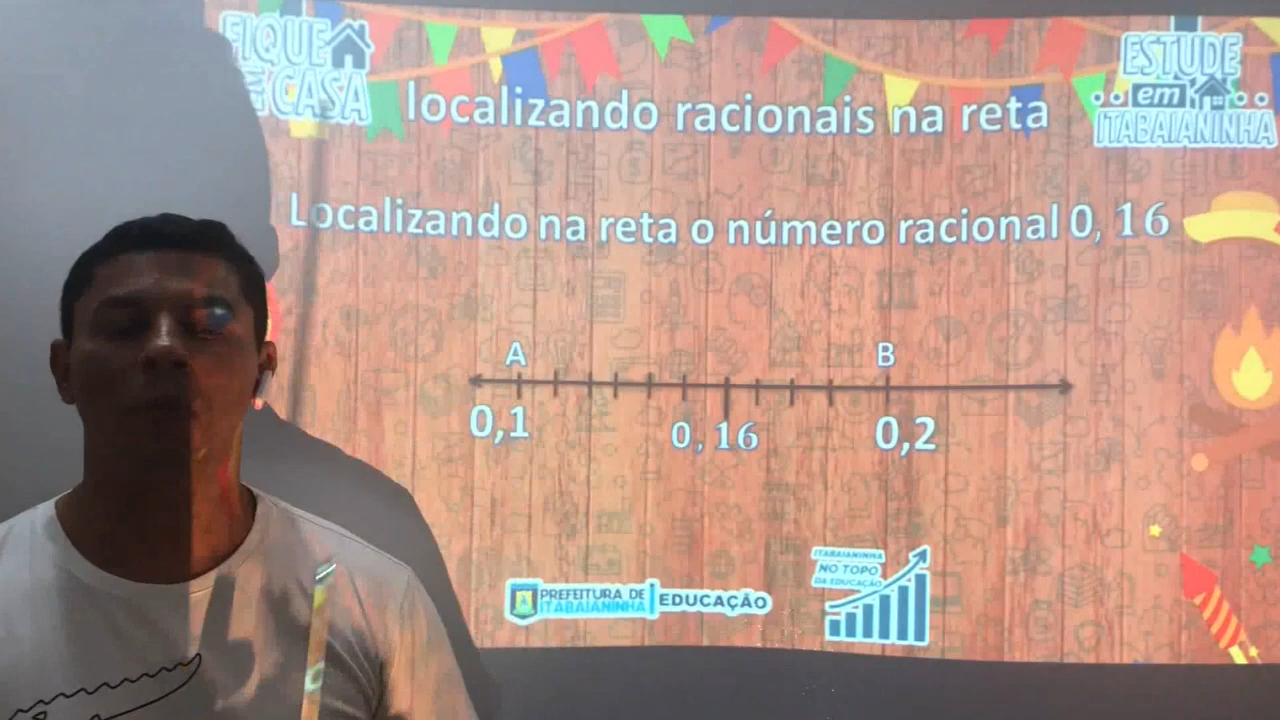 FIQUE
EM CASA
ESTUDE
em
ITABAIANINHA
localizando racionais na reta
Localizando na reta o número racional 0, 16
A B
0,1 0, 16 0,2
PREFEITURA DE
ITABAIANINHA
EDUCAÇÃO
ITABAIANINHA
NO TOPO
DA EDUCAÇÃO